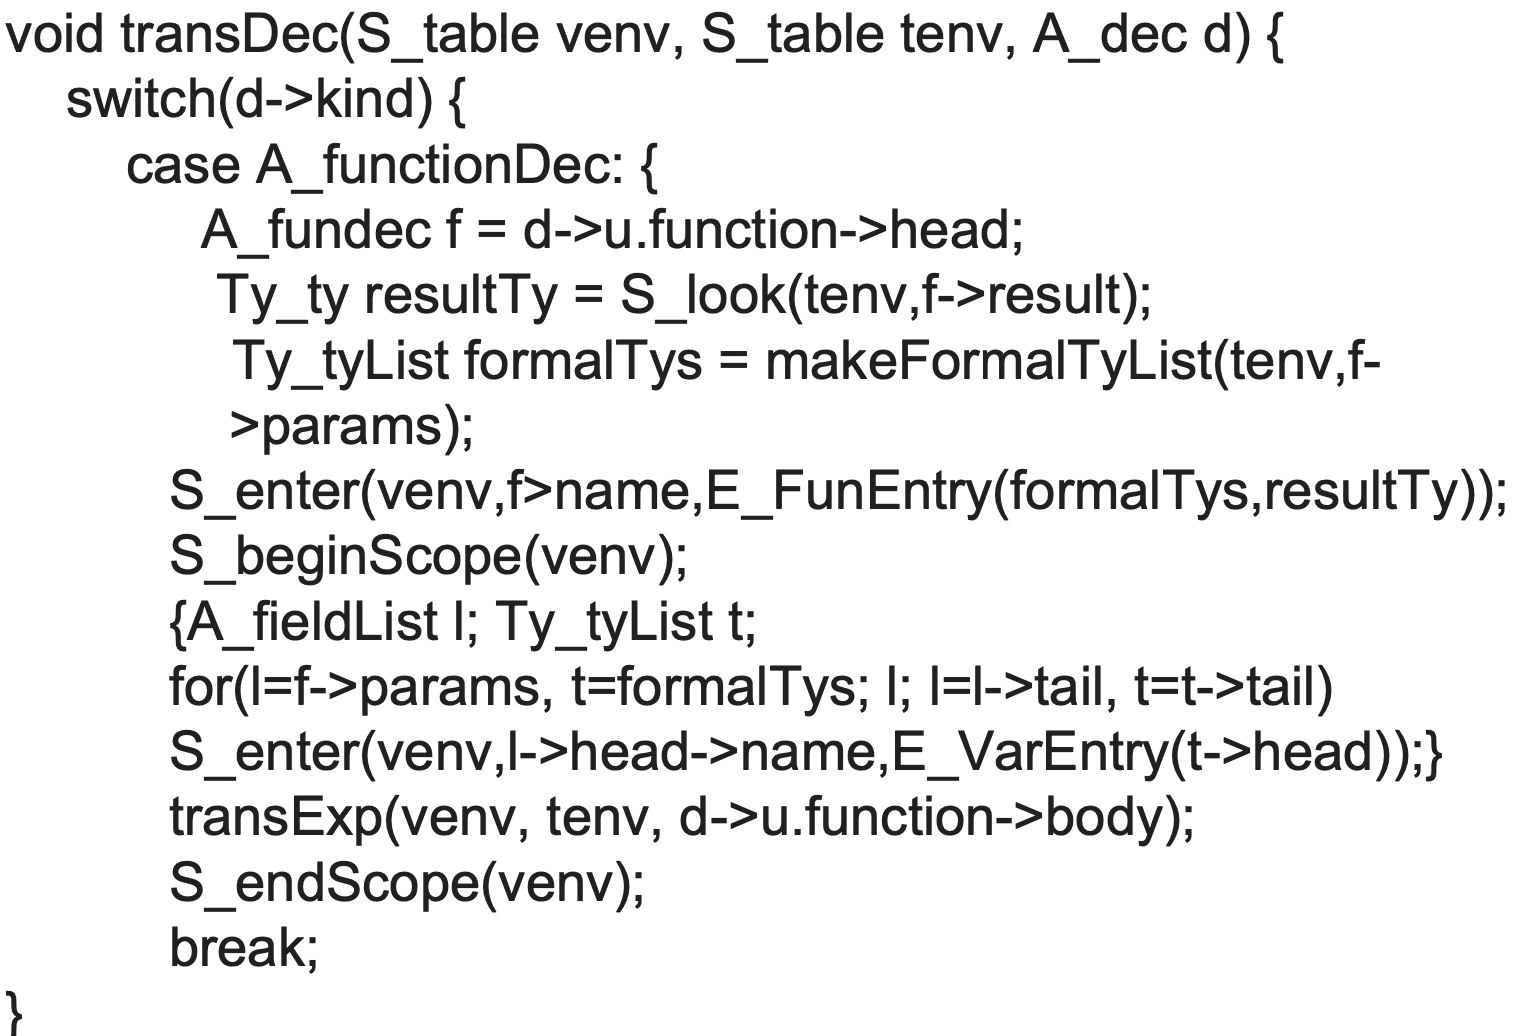 void transDec(S_table venv, S_table tenv, A_dec d) {
switch(d->kind) {
case A_functionDec: {
A_fundec f = d->u.function->head;
Ty_ty resultTy = S_look(tenv,f->result);
Ty_tyList formalTys = makeFormalTyList(tenv,f-
>params);
S_enter(venv,f>name,E_FunEntry(formalTys,resultTy));
S_beginScope(venv);
{A_fieldList l; Ty_tyList t;
for(l=f->params, t=formalTys; l; l=l->tail, t=t->tail)
S_enter(venv,l->head->name,E_VarEntry(t->head));}
transExp(venv, tenv, d->u.function->body);
S_endScope(venv);
break;
}